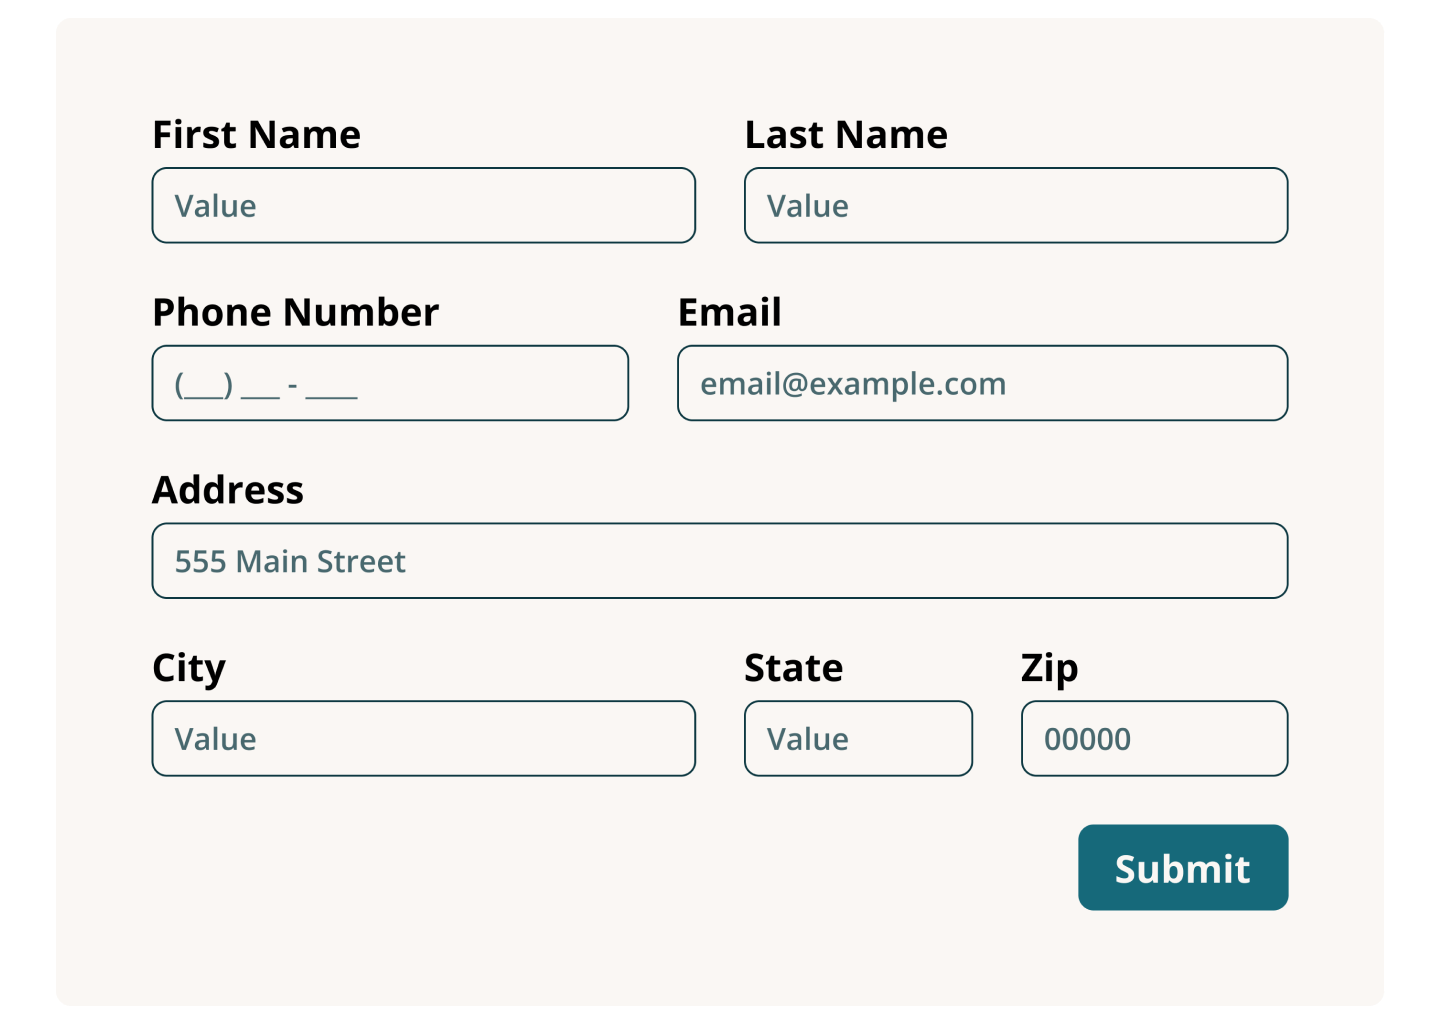 First Name Last Name
Value Value
Phone Number Email
(___) ___ - ____ email@example.com
Address
555 Main Street
City State Zip
Value Value 00000
Submit